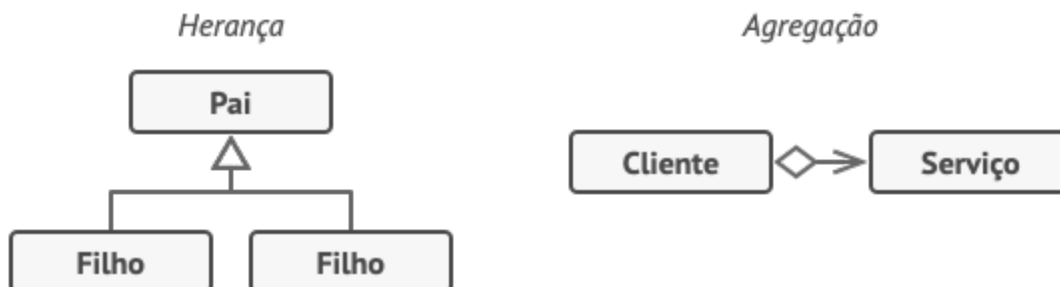 Herança
Agregação
Pai
Cliente
Serviço
Filho
Filho